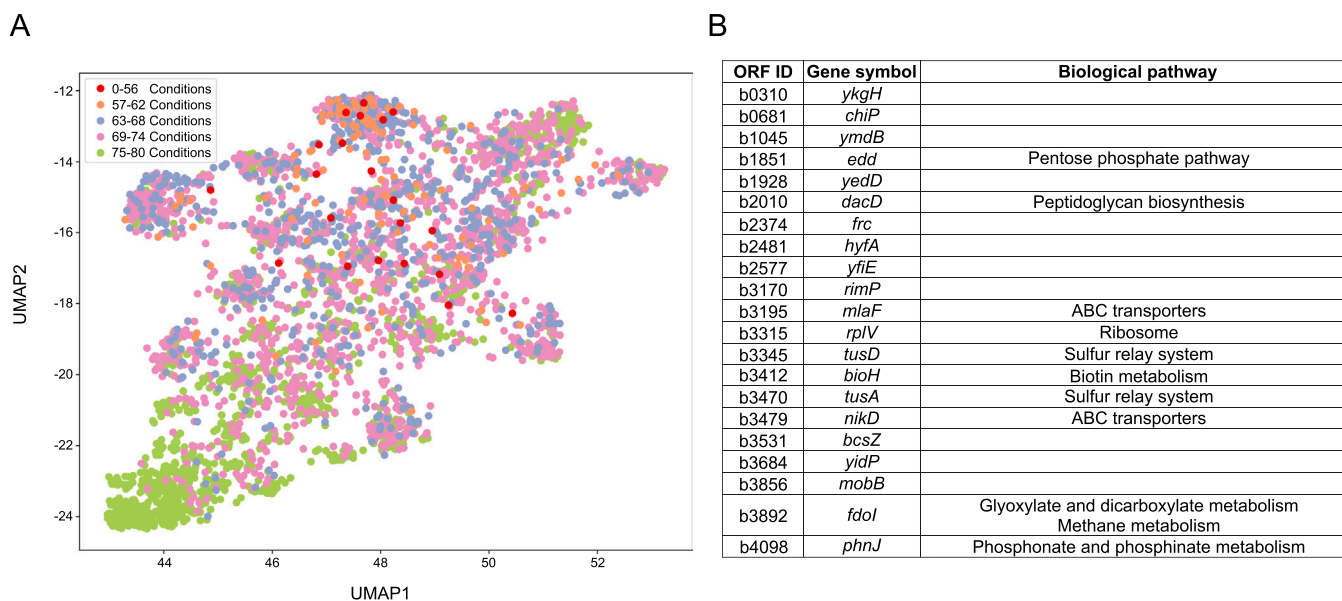 A
B
0-56 Conditions
57-62 Conditions
63-68 Conditions
69-74 Conditions
75-80 Conditions
-12
-14
-16
-18
-20
-22
-24
UMAP2
44 46 48 50 52
UMAP1
ORF ID Gene symbol Biological pathway
b0310 ykgH
b0681 chiP
b1045 ymdB
b1851 edd Pentose phosphate pathway
b1928 yedD
b2010 dacD Peptidoglycan biosynthesis
b2374 frc
b2481 hyfA
b2577 yfiE
b3170 rimP
b3195 mlaF ABC transporters
b3315 rplV Ribosome
b3345 tusD Sulfur relay system
b3412 bioH Biotin metabolism
b3470 tusA Sulfur relay system
b3479 nikD ABC transporters
b3531 bcsZ
b3684 yidP
b3856 mobB
b3892 fdoI Glyoxylate and dicarboxylate metabolism
Methane metabolism
b4098 phnJ Phosphonate and phosphinate metabolism